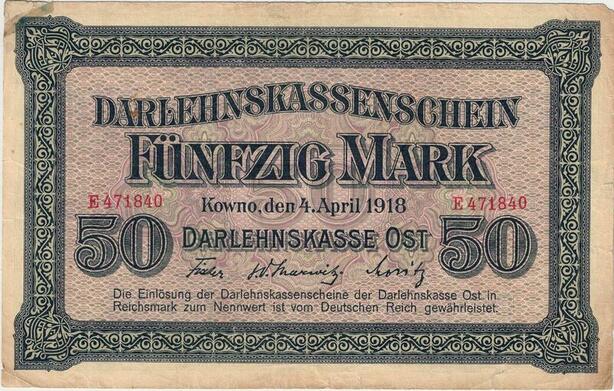 DARLEHNSKASSENSCHEIN
FÜNFZIG MARK
E 471840 E 471840
Kowno, den 4. April 1918
50 DARLEHNSKASSE OST 50
Die Einlösung der Darlehnskassenscheine der Darlehnskasse Ost in
Reichsmark zum Nennwert ist vom Deutschen Reich gewährleistet.